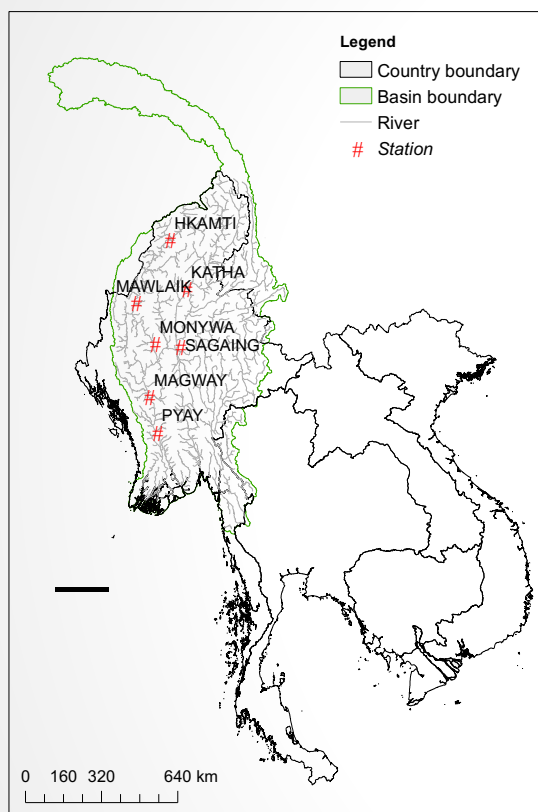 Legend
Country boundary
Basin boundary
River
# Station
HKAMTI
#
KATHA
#
MAWLAIK
#
MONYWA
#
# SAGAING
MAGWAY
#
PYAY
#
0 160 320 640 km